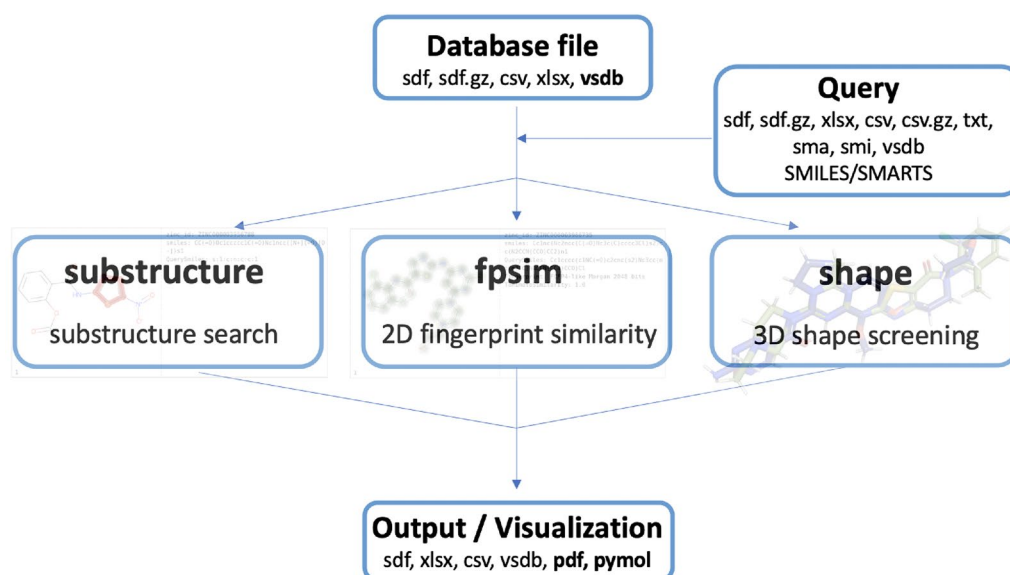 Database file
sdf, sdf.gz, csv, xlsx, vsdb
Query
sdf, sdf.gz, xlsx, csv, csv.gz, txt,
sma, smi, vsdb
SMILES/SMARTS
substructure
substructure search
fpsim
2D fingerprint similarity
shape
3D shape screening
1
1
Output / Visualization
sdf, xlsx, csv, vsdb, pdf, pymol